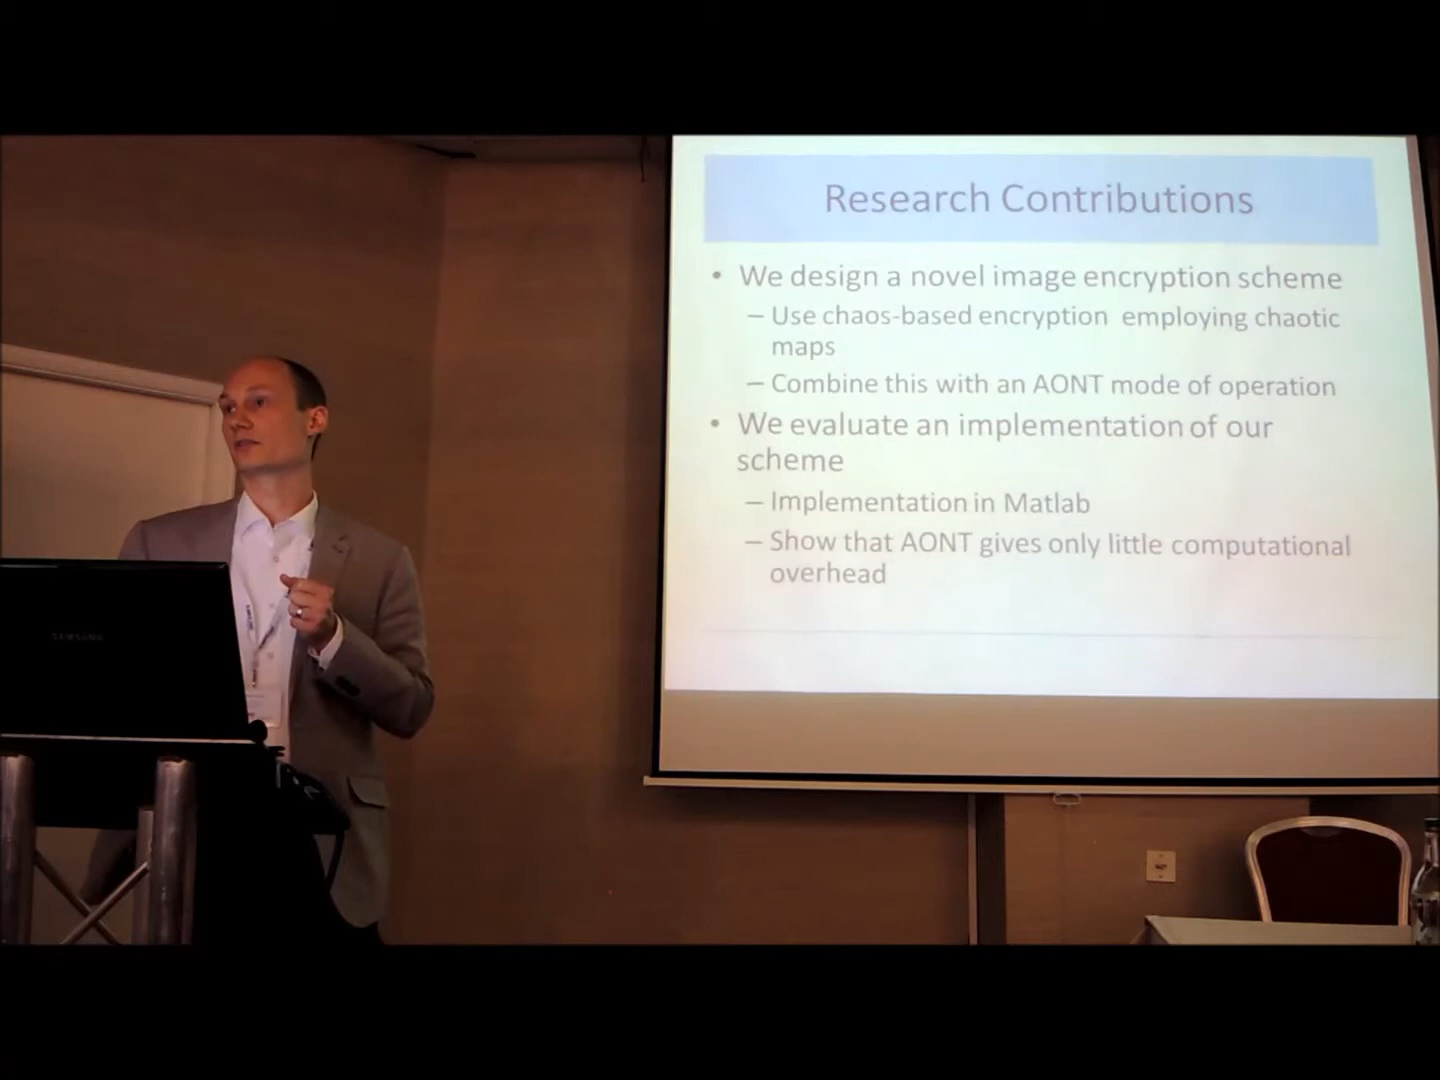 Research Contributions
• We design a novel image encryption scheme
– Use chaos-based encryption employing chaotic
maps
– Combine this with an AONT mode of operation
• We evaluate an implementation of our
scheme
– Implementation in Matlab
– Show that AONT gives only little computational
overhead
SAMSUNG